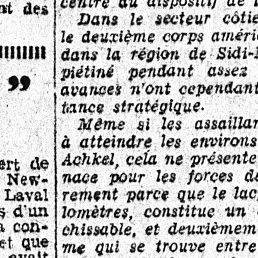 centre du dispositif de
Dans le secteur côtie
le deuxième corps améri
dans la région de Sidi-N
piétiné pendant assez
avances n'ont cependant
tance stratégique.
Même si les assaillan
à atteindre les environs
Achkel, cela ne présente
nace pour les forces de
rement parce que le lac
lomètres, constitue un
chissable, et deuxièmem
me qui se trouve entre
nt des
”
ert de
New-
Laval
s d'un
a con-
et que
avait